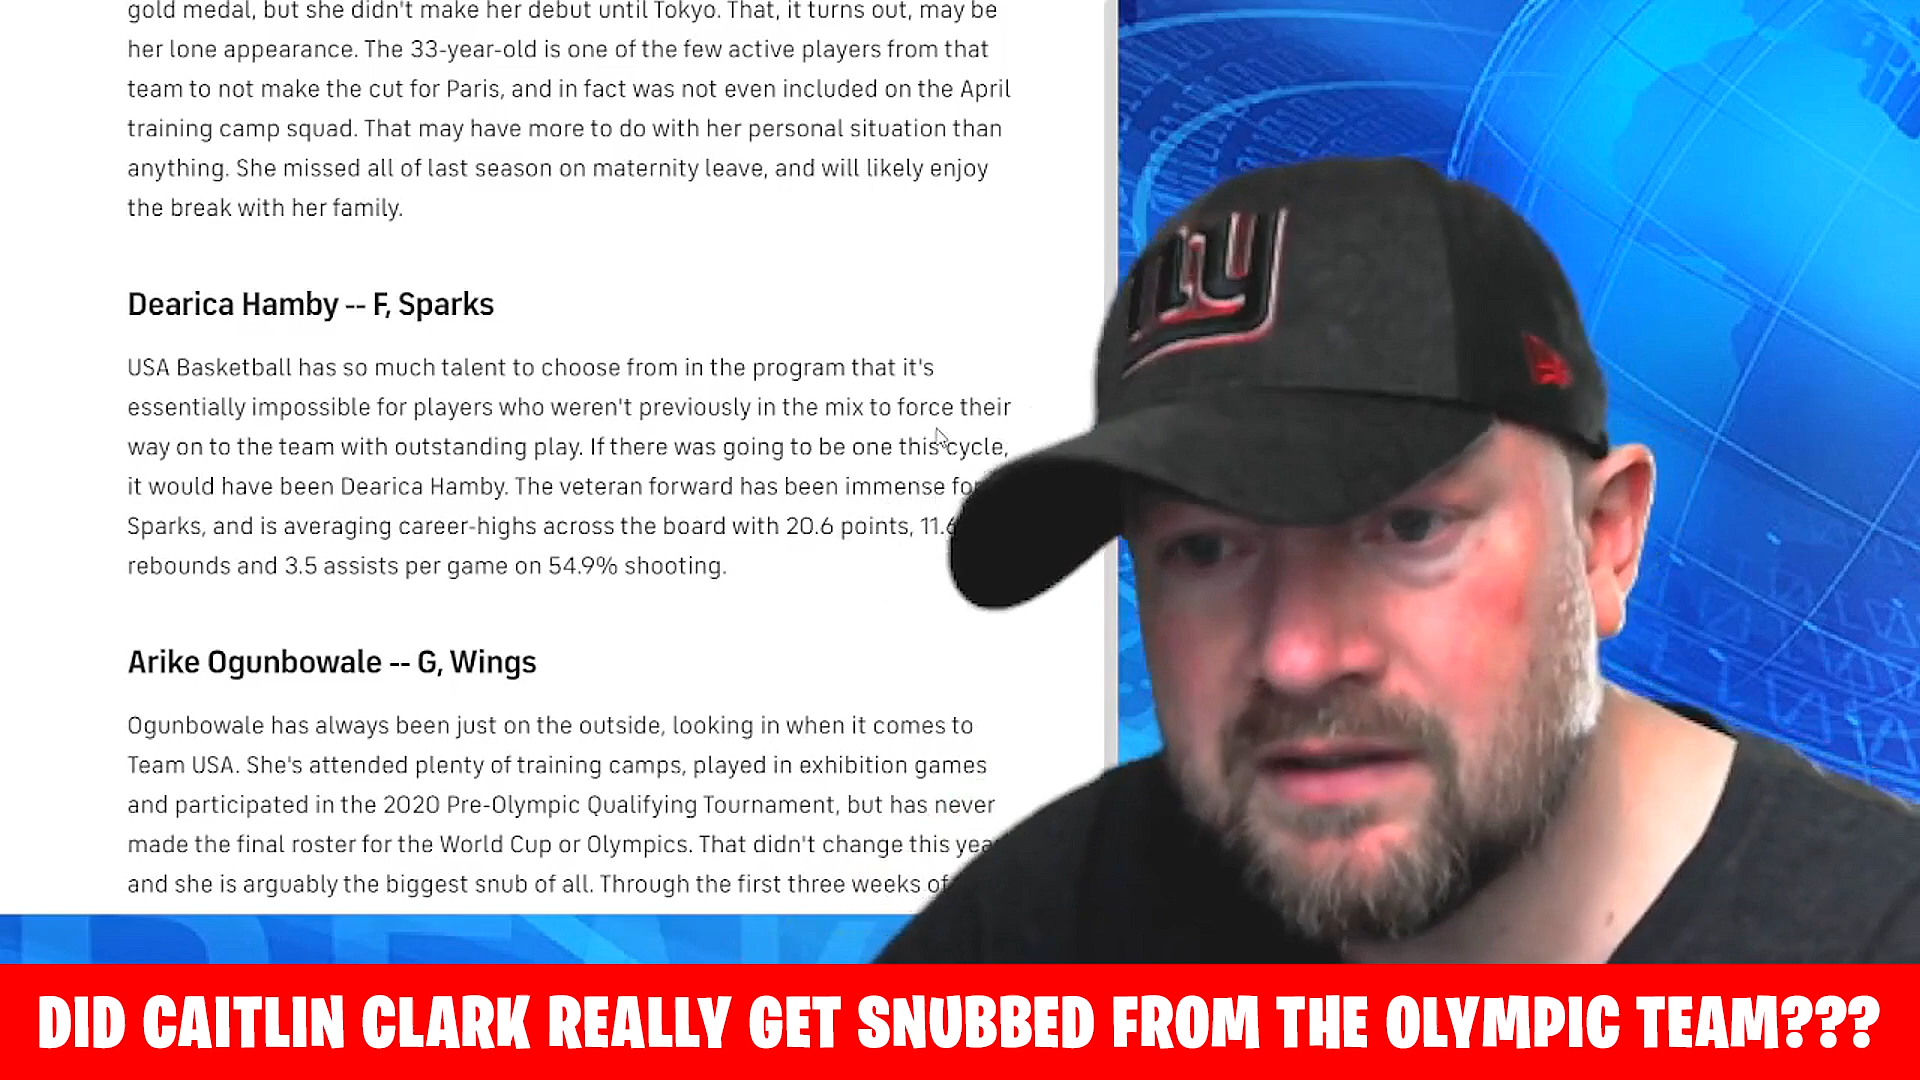 gold medal, but she didn't make her debut until Tokyo. That, it turns out, may be
her lone appearance. The 33-year-old is one of the few active players from that
team to not make the cut for Paris, and in fact was not even included on the April
training camp squad. That may have more to do with her personal situation than
anything. She missed all of last season on maternity leave, and will likely enjoy
the break with her family.
Dearica Hamby -- F, Sparks
USA Basketball has so much talent to choose from in the program that it's
essentially impossible for players who weren't previously in the mix to force their
way on to the team with outstanding play. If there was going to be one this cycle,
it would have been Dearica Hamby. The veteran forward has been immense
Sparks, and is averaging career-highs across the board with 20.6 points,
rebounds and 3.5 assists per game on 54.9% shooting.
Arike Ogunbowale -- G, Wings
Ogunbowale has always been just on the outside, looking in when it comes to
Team USA. She's attended plenty of training camps, played in exhibition games
and participated in the 2020 Pre-Olympic Qualifying Tournament, but has never
made the final roster for the World Cup or Olympics. That didn't change this
and she is arguably the biggest snub of all. Through the first three weeks of
ny
DID CAITLIN CLARK REALLY GET SNUBBED FROM THE OLYMPIC TEAM???